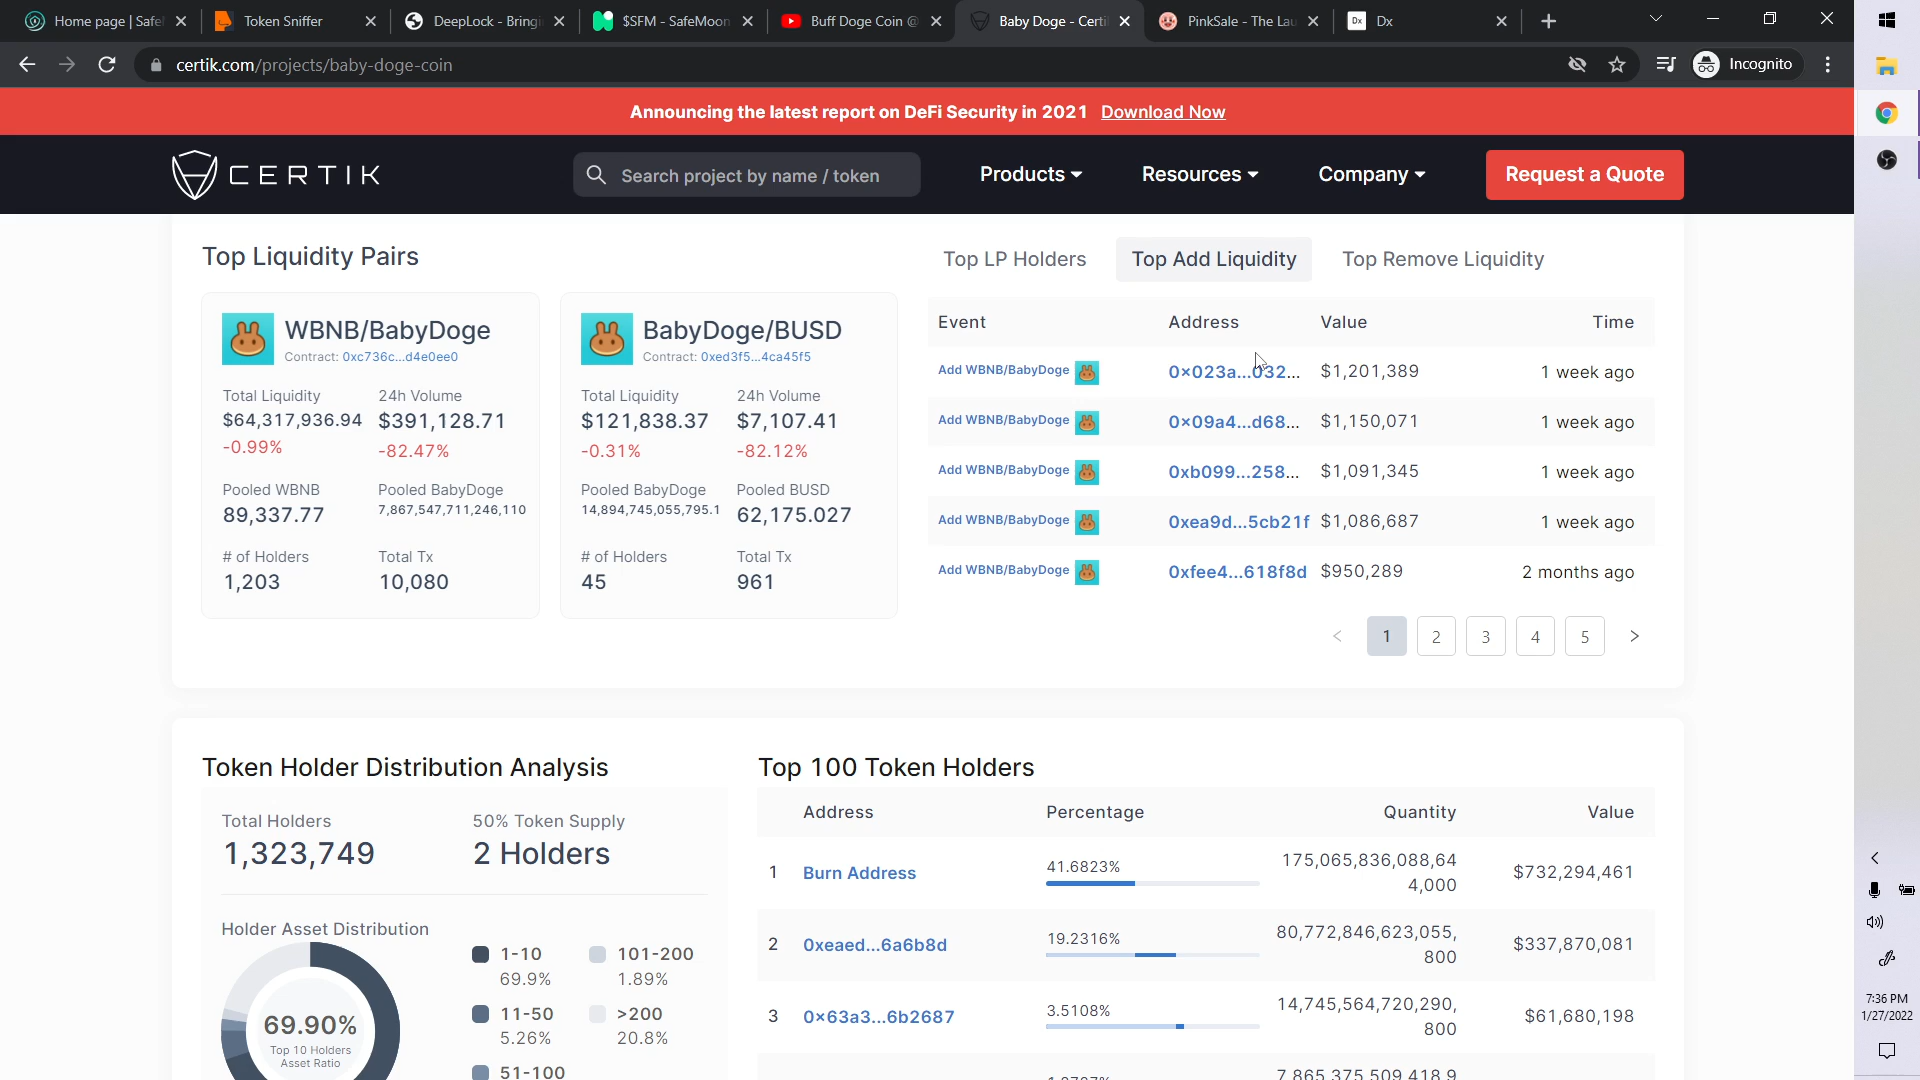 Home page | Safe
Token Sniffer
DeepLock - Bringi
$SFM - SafeMoon
Buff Doge Coin @
Baby Doge - Certi
PinkSale - The Lau
Dx
Dx
certik.com/projects/baby-doge-coin
Incognito
Announcing the latest report on DeFi Security in 2021 Download Now
CERTIK
Search project by name / token
Products
Resources
Company
Request a Quote
Top Liquidity Pairs
Top LP Holders
Top Add Liquidity
Top Remove Liquidity
WBNB/BabyDoge
Contract: 0xc736c...d4e0ee0
Total Liquidity
24h Volume
$64,317,936.94
$391,128.71
-0.99%
-82.47%
Pooled WBNB
Pooled BabyDoge
89,337.77
7,867,547,711,246,110
# of Holders
Total Tx
1,203
10,080
BabyDoge/BUSD
Contract: 0xed3f5...4ca45f5
Total Liquidity
24h Volume
$121,838.37
$7,107.41
-0.31%
-82.12%
Pooled BabyDoge
Pooled BUSD
14,894,745,055,795.1
62,175.027
# of Holders
Total Tx
45
961
Event Address Value Time
Add WBNB/BabyDoge 0x023a...032... $1,201,389 1 week ago
Add WBNB/BabyDoge 0x09a4...d68... $1,150,071 1 week ago
Add WBNB/BabyDoge 0xb099...258... $1,091,345 1 week ago
Add WBNB/BabyDoge 0xea9d...5cb21f $1,086,687 1 week ago
Add WBNB/BabyDoge 0xfee4...618f8d $950,289 2 months ago
< 1 2 3 4 5 >
Token Holder Distribution Analysis
Total Holders
50% Token Supply
1,323,749
2 Holders
Holder Asset Distribution
69.90%
Top 10 Holders
Asset Ratio
1-10
69.9%
101-200
1.89%
11-50
5.26%
>200
20.8%
51-100
Top 100 Token Holders
Address Percentage Quantity Value
1 Burn Address 41.6823% 175,065,836,088,64
4,000 $732,294,461
2 0xeaed...6a6b8d 19.2316% 80,772,846,623,055,
800 $337,870,081
3 0x63a3...6b2687 3.5108% 14,745,564,720,290,
800 $61,680,198
7,865,375,509,418,9
7:36 PM
1/27/2022